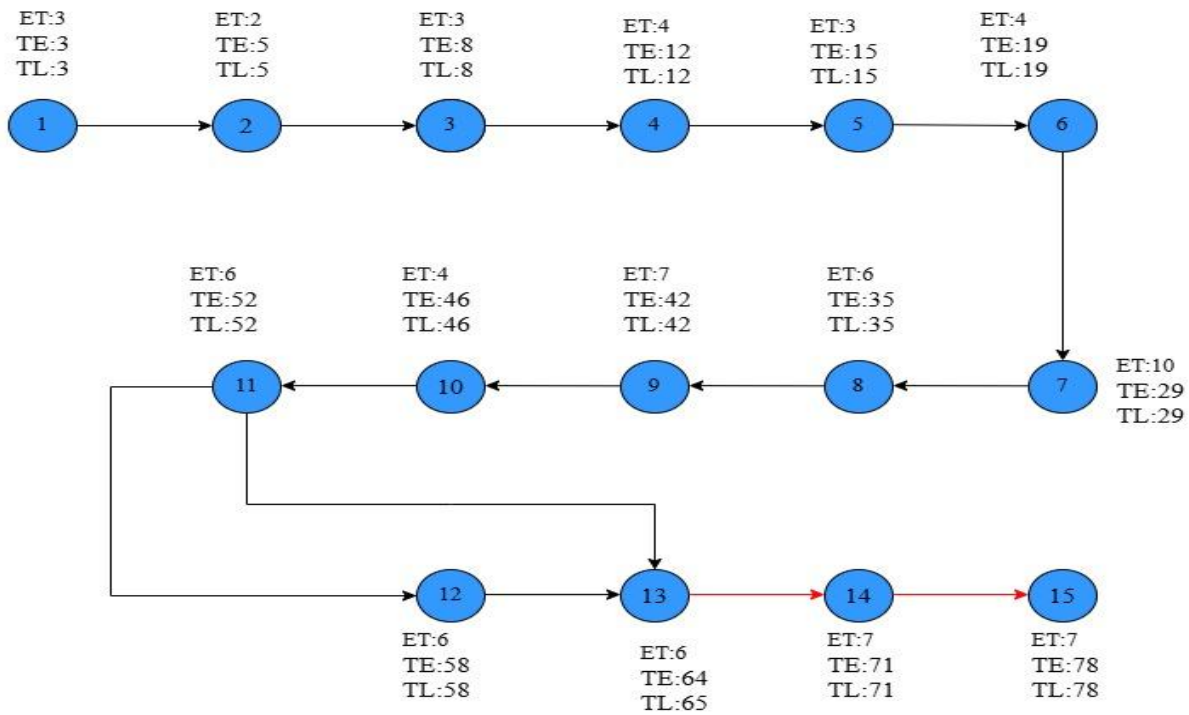 ET:3
TE:3
TL:3
ET:2
TE:5
TL:5
ET:3
TE:8
TL:8
ET:4
TE:12
TL:12
ET:3
TE:15
TL:15
ET:4
TE:19
TL:19
1
2
3
4
5
6
ET:6
TE:52
TL:52
ET:4
TE:46
TL:46
ET:7
TE:42
TL:42
ET:6
TE:35
TL:35
11
10
9
8
7
ET:10
TE:29
TL:29
12
13
14
15
ET:6
TE:58
TL:58
ET:6
TE:64
TL:65
ET:7
TE:71
TL:71
ET:7
TE:78
TL:78